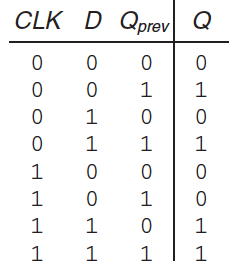 CLK D Qprev Q
0 0 0 0
0 0 1 1
0 1 0 0
0 1 1 1
1 0 0 0
1 0 1 0
1 1 0 1
1 1 1 1